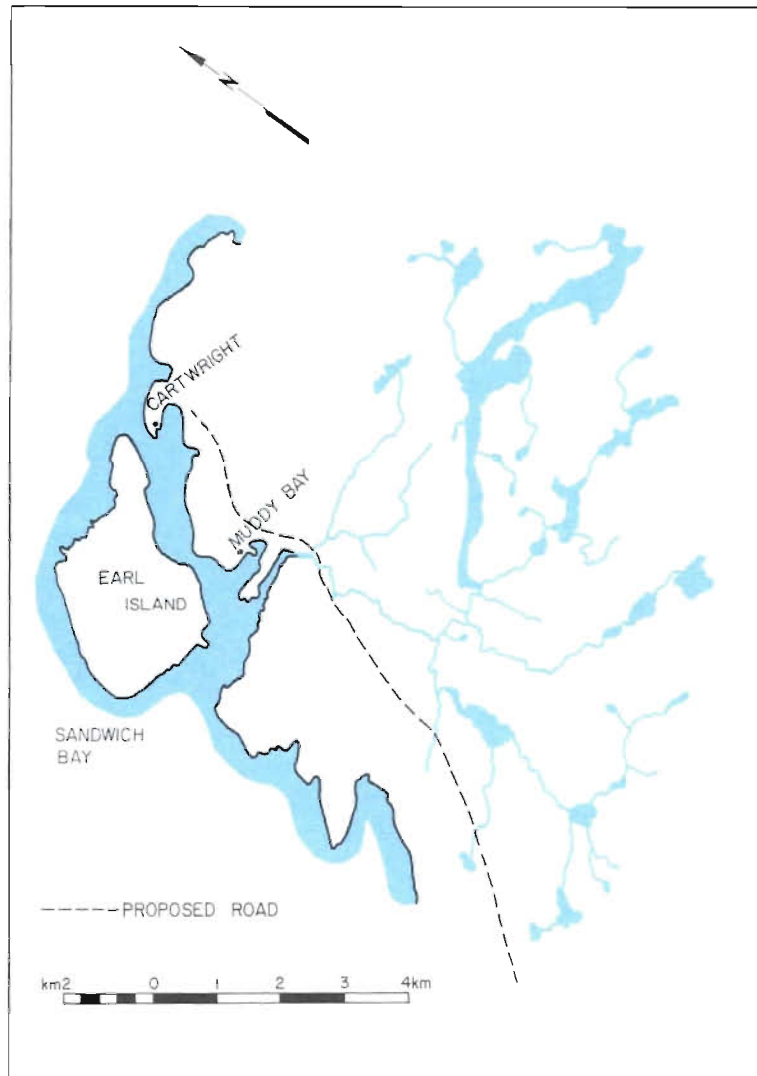 N
CARTWRIGHT
MUDDY BAY
EARL
ISLAND
SANDWICH
BAY
PROPOSED ROAD
km2 0 1 2 3 4km